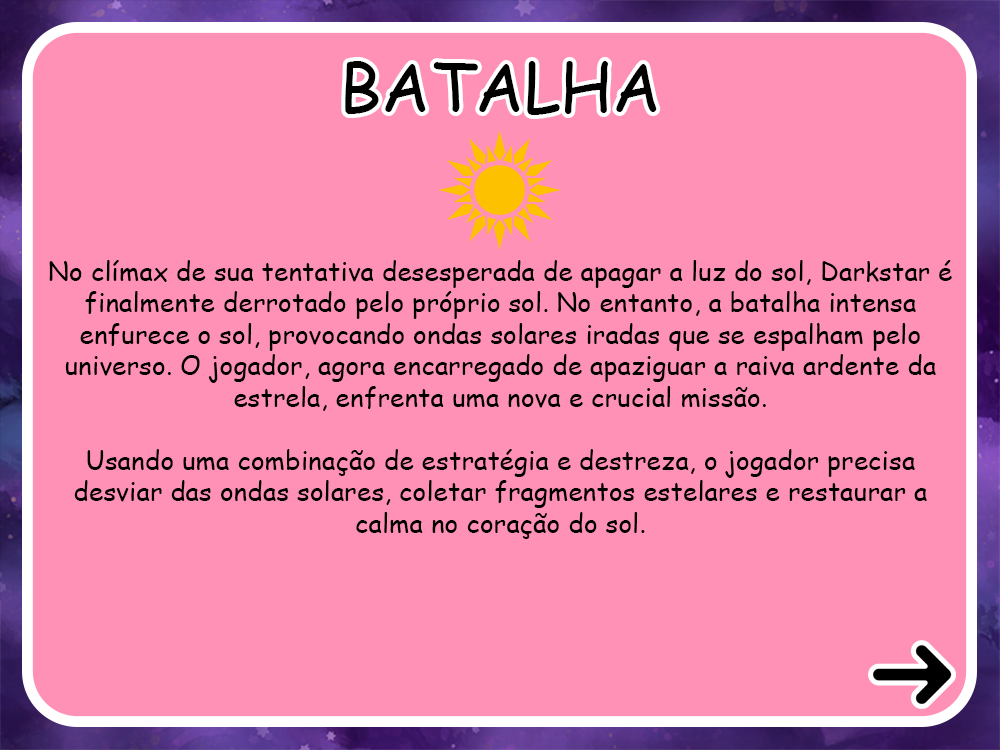 BATALHA
No clímax de sua tentativa desesperada de apagar a luz do sol, Darkstar é
finalmente derrotado pelo próprio sol. No entanto, a batalha intensa
enfurece o sol, provocando ondas solares iradas que se espalham pelo
universo. O jogador, agora encarregado de apaziguar a raiva ardente da
estrela, enfrenta uma nova e crucial missão.
Usando uma combinação de estratégia e destreza, o jogador precisa
desviar das ondas solares, coletar fragmentos estelares e restaurar a
calma no coração do sol.